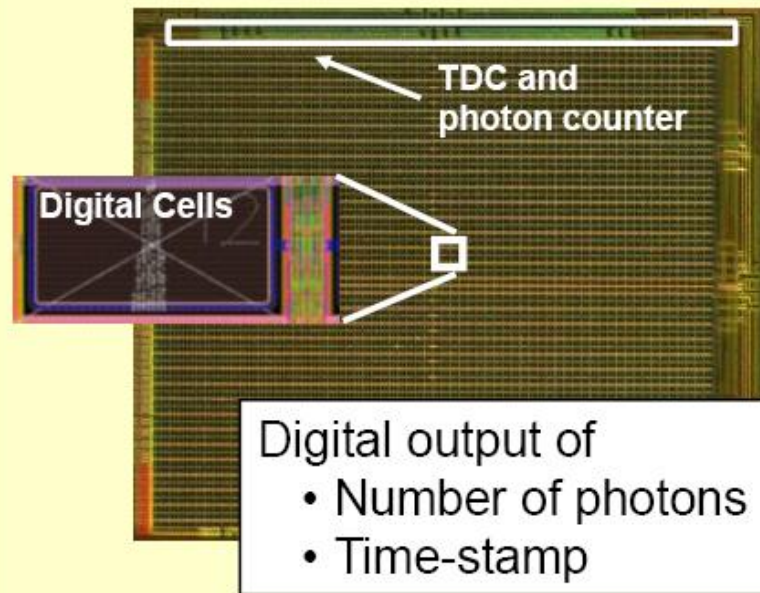 TDC and
photon counter
Digital Cells
Digital output of
• Number of photons
• Time-stamp